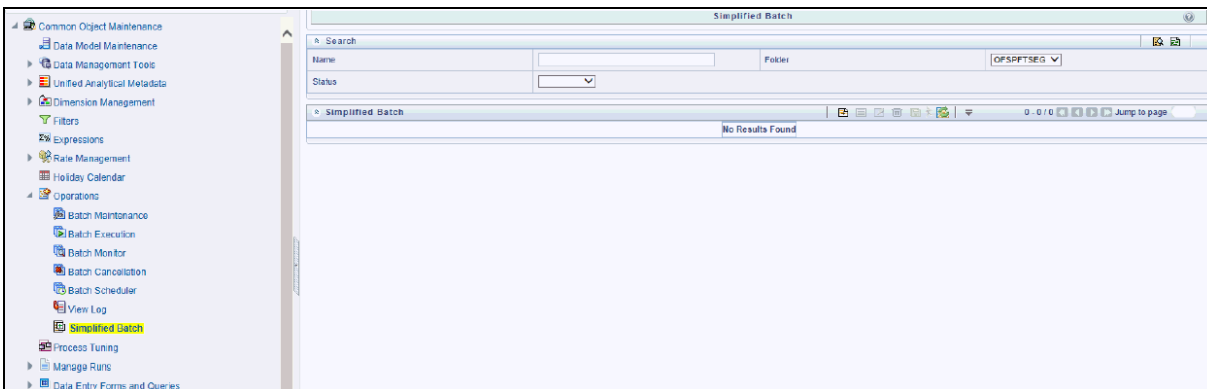 Common Object Maintenance
Data Model Maintenance
Data Management Tools
Unified Analytical Metadata
Dimension Management
Filters
Expressions
Rate Management
Holiday Calendar
Operations
Batch Maintenance
Batch Execution
Batch Monitor
Batch Cancellation
Batch Scheduler
View Log
Simplified Batch
Process Tuning
Manage Runs
Data Entry Forms and Queries
Simplified Batch
Search
Name Folder OFSPFTSEG
Status
Simplified Batch 0 - 0 / 0 Jump to page
No Results Found